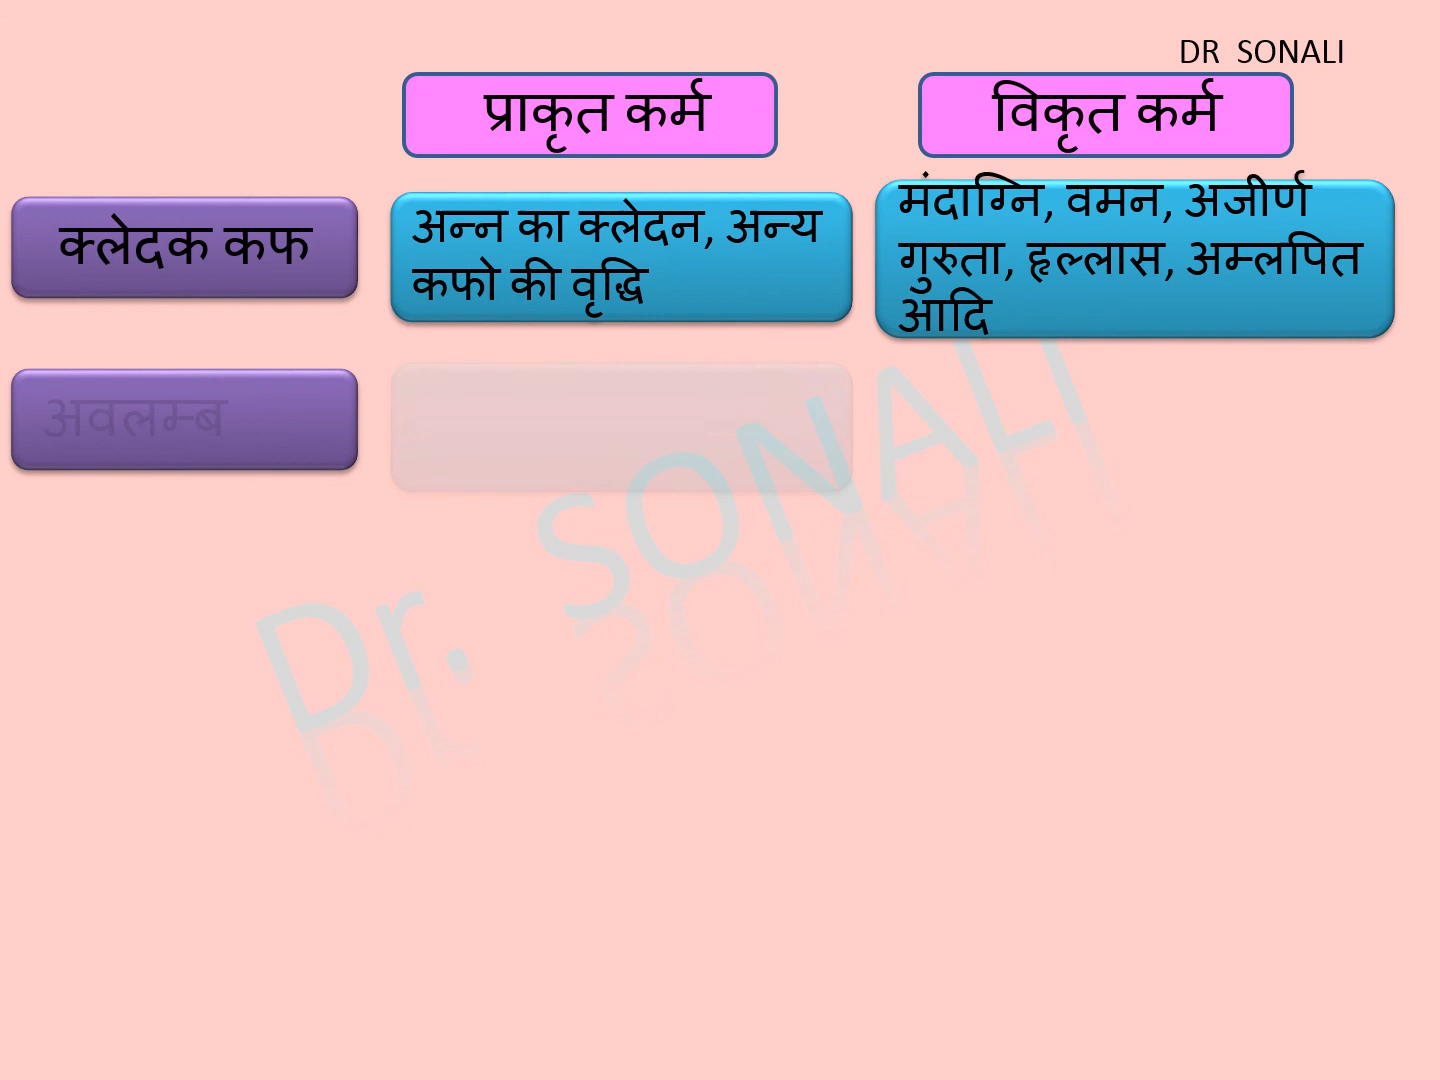 DR SONALI
प्राकृत कर्म
विकृत कर्म
क्लेदक कफ
अन्न का क्लेदन, अन्य
कफो की वृद्धि
मंदाग्नि, वमन, अजीर्ण
गुरुता, हृल्लास, अम्लपित
आदि
अवलम्ब
Dr. SONALI